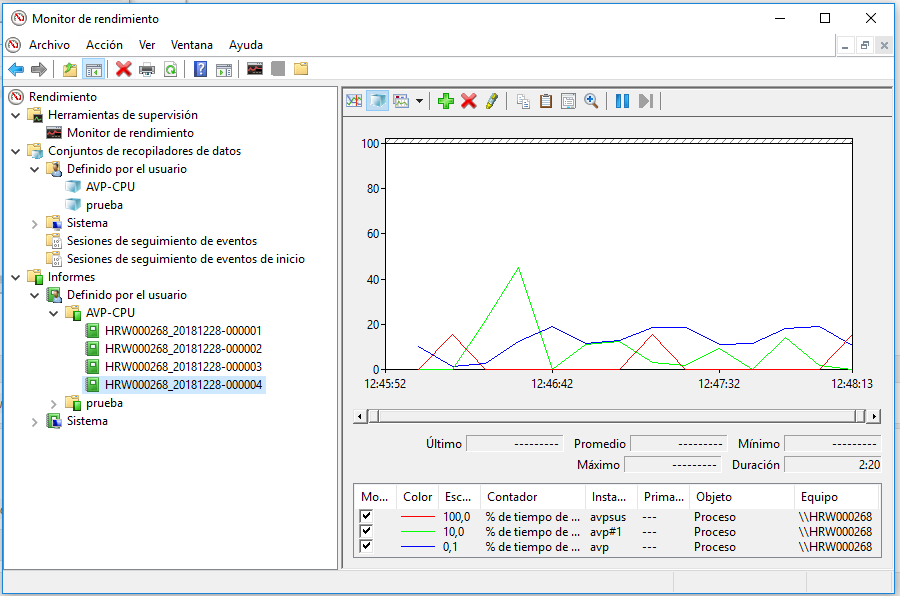 Monitor de rendimiento
Archivo Acción Ver Ventana Ayuda
Rendimiento
Herramientas de supervisión
Monitor de rendimiento
Conjuntos de recopiladores de datos
Definido por el usuario
AVP-CPU
prueba
Sistema
Sesiones de seguimiento de eventos
Sesiones de seguimiento de eventos de inicio
Informes
Definido por el usuario
AVP-CPU
HRW000268_20181228-000001
HRW000268_20181228-000002
HRW000268_20181228-000003
HRW000268_20181228-000004
prueba
Sistema
100
80
60
40
20
0
12:45:52 12:46:42 12:47:32 12:48:13
Último --------- Promedio --------- Mínimo ---------
Máximo --------- Duración 2:20
Mo... Color Esc... Contador Insta... Prima... Objeto Equipo
100,0 % de tiempo de ... avpsus --- Proceso \\HRW000268
10,0 % de tiempo de ... avp#1 --- Proceso \\HRW000268
0,1 % de tiempo de ... avp --- Proceso \\HRW000268